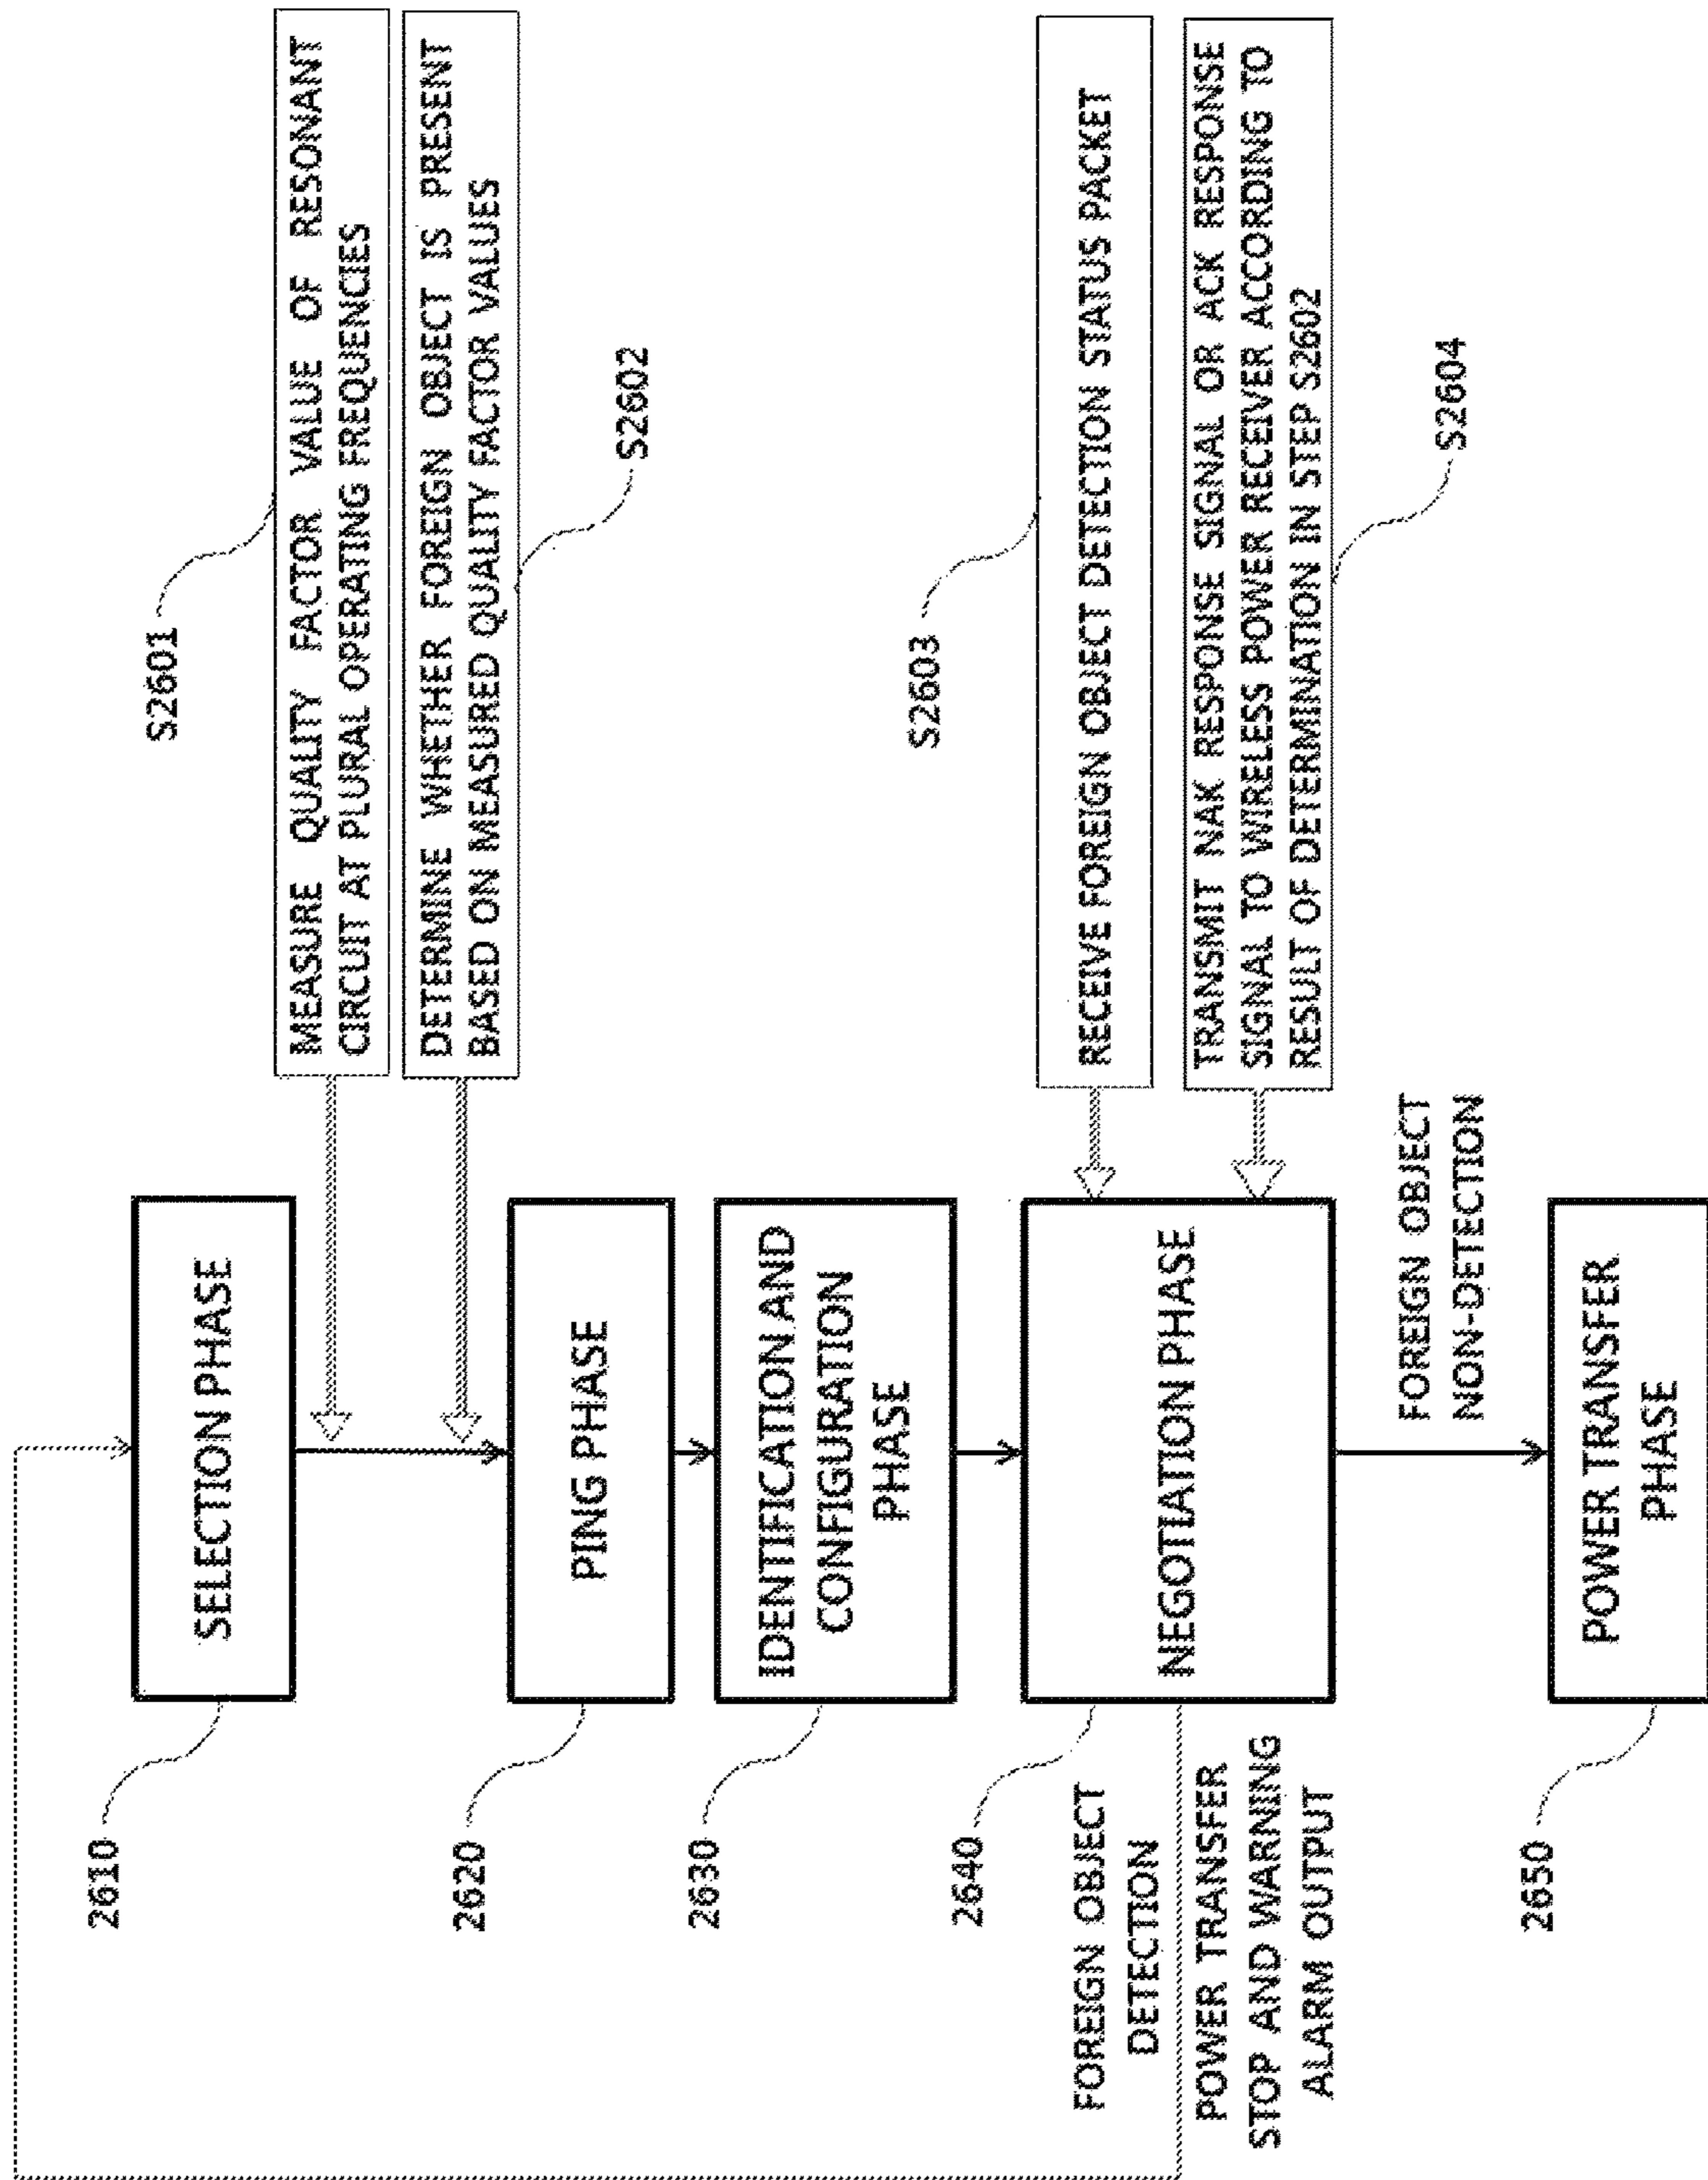 2610
SELECTION PHASE
S2601
MEASURE QUALITY FACTOR VALUE OF RESONANT
CIRCUIT AT PLURAL OPERATING FREQUENCIES
DETERMINE WHETHER FOREIGN OBJECT IS PRESENT
BASED ON MEASURED QUALITY FACTOR VALUES
S2602
2620
PING PHASE
2630
IDENTIFICATION AND
CONFIGURATION
PHASE
2640
NEGOTIATION PHASE
S2603
RECEIVE FOREIGN OBJECT DETECTION STATUS PACKET
TRANSMIT NAK RESPONSE SIGNAL OR ACK RESPONSE
SIGNAL TO WIRELESS POWER RECEIVER ACCORDING TO
RESULT OF DETERMINATION IN STEP S2602
S2604
FOREIGN OBJECT
DETECTION
POWER TRANSFER
STOP AND WARNING
ALARM OUTPUT
FOREIGN OBJECT
NON-DETECTION
2650
POWER TRANSFER
PHASE